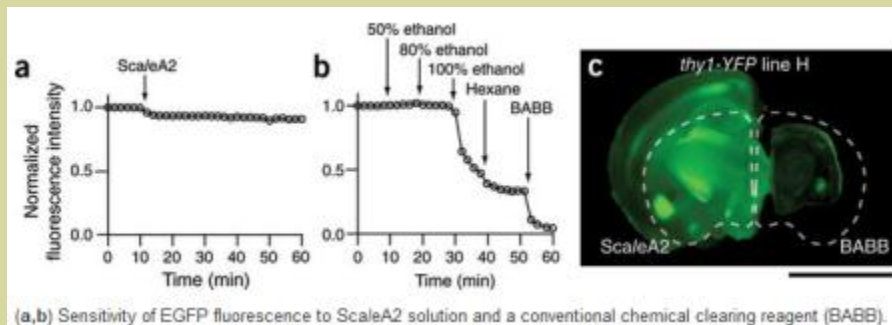 a
ScaleA2
Normalized
fluorescence intensity
1.0
0.5
0.0
0 10 20 30 40 50 60
Time (min)
b
50% ethanol
80% ethanol
100% ethanol
Hexane
BABB
1.0
0.5
0.0
0 10 20 30 40 50 60
Time (min)
c
thy1-YFP line H
ScaleA2
BABB
(a,b) Sensitivity of EGFP fluorescence to ScaleA2 solution and a conventional chemical clearing reagent (BABB).